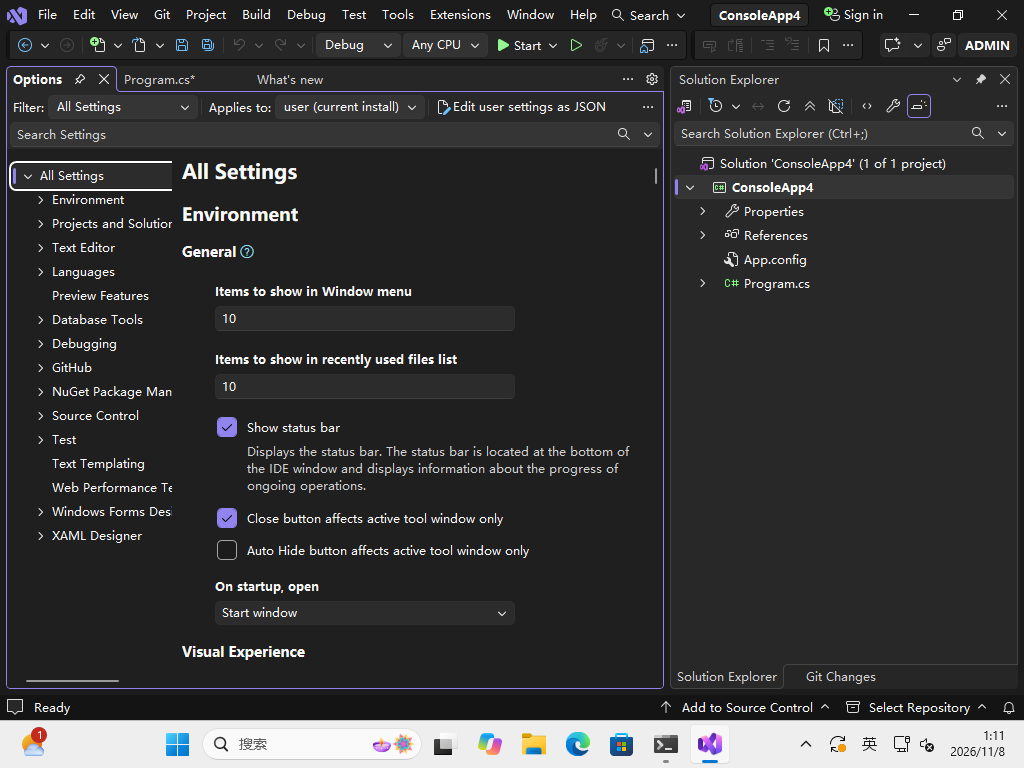 File Edit View Git Project Build Debug Test Tools Extensions Window Help Search ConsoleApp4 Sign in
Debug Any CPU Start ADMIN
Options Program.cs* What's new
Filter: All Settings Applies to: user (current install) Edit user settings as JSON
Search Settings
All Settings
Environment
Projects and Solution
Text Editor
Languages
Preview Features
Database Tools
Debugging
GitHub
NuGet Package Man
Source Control
Test
Text Templating
Web Performance Te
Windows Forms Desi
XAML Designer
All Settings
Environment
General
Items to show in Window menu
10
Items to show in recently used files list
10
Show status bar
Displays the status bar. The status bar is located at the bottom of
the IDE window and displays information about the progress of
ongoing operations.
Close button affects active tool window only
Auto Hide button affects active tool window only
On startup, open
Start window
Visual Experience
Solution Explorer
Search Solution Explorer (Ctrl+;)
Solution 'ConsoleApp4' (1 of 1 project)
C# ConsoleApp4
Properties
References
App.config
C# Program.cs
Solution Explorer Git Changes
Ready Add to Source Control Select Repository
1 搜索 英 1:11
2026/11/8